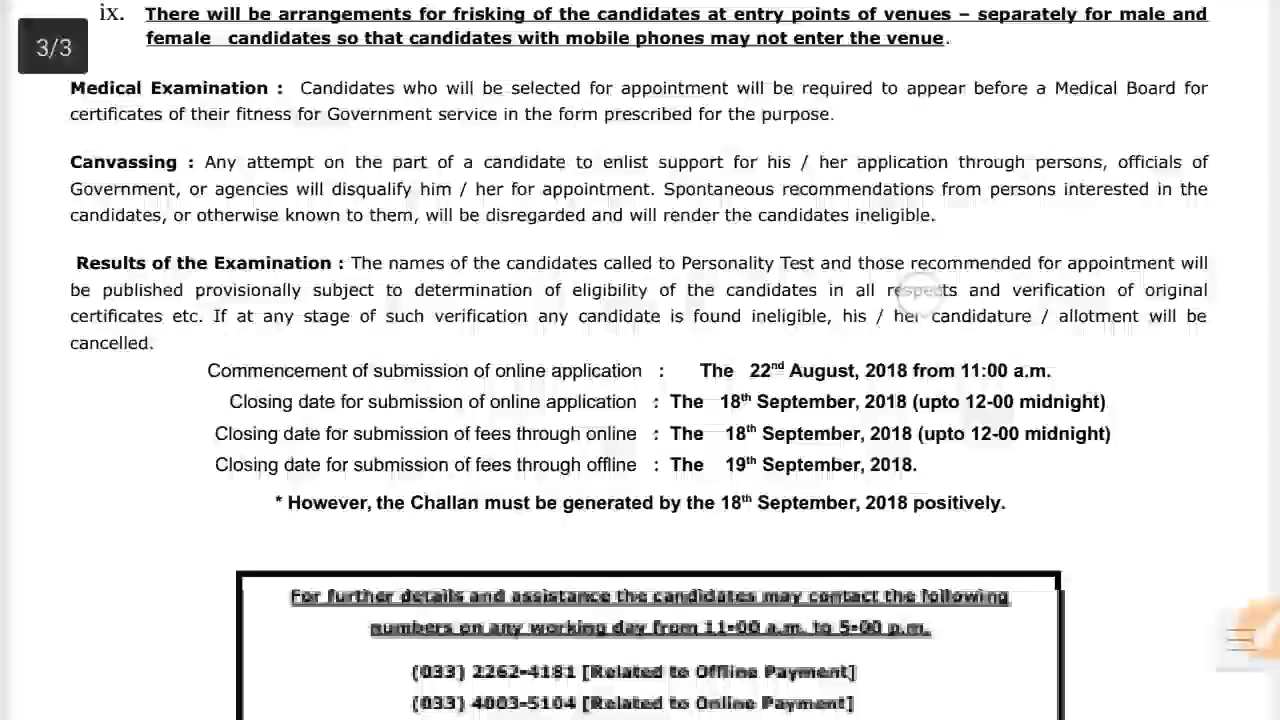 ix. There will be arrangements for frisking of the candidates at entry points of venues – separately for male and
female candidates so that candidates with mobile phones may not enter the venue.
3/3
Medical Examination : Candidates who will be selected for appointment will be required to appear before a Medical Board for
certificates of their fitness for Government service in the form prescribed for the purpose.
Canvassing : Any attempt on the part of a candidate to enlist support for his / her application through persons, officials of
Government, or agencies will disqualify him / her for appointment. Spontaneous recommendations from persons interested in the
candidates, or otherwise known to them, will be disregarded and will render the candidates ineligible.
Results of the Examination : The names of the candidates called to Personality Test and those recommended for appointment will
be published provisionally subject to determination of eligibility of the candidates in all respects and verification of original
certificates etc. If at any stage of such verification any candidate is found ineligible, his / her candidature / allotment will be
cancelled.
Commencement of submission of online application : The 22nd August, 2018 from 11:00 a.m.
Closing date for submission of online application : The 18th September, 2018 (upto 12-00 midnight)
Closing date for submission of fees through online : The 18th September, 2018 (upto 12-00 midnight)
Closing date for submission of fees through offline : The 19th September, 2018.
* However, the Challan must be generated by the 18th September, 2018 positively.
For further details and assistance the candidates may contact the following
numbers on any working day from 11-00 a.m. to 5-00 p.m.
(033) 2262-4181 [Related to Offline Payment]
(033) 4003-5104 [Related to Online Payment]